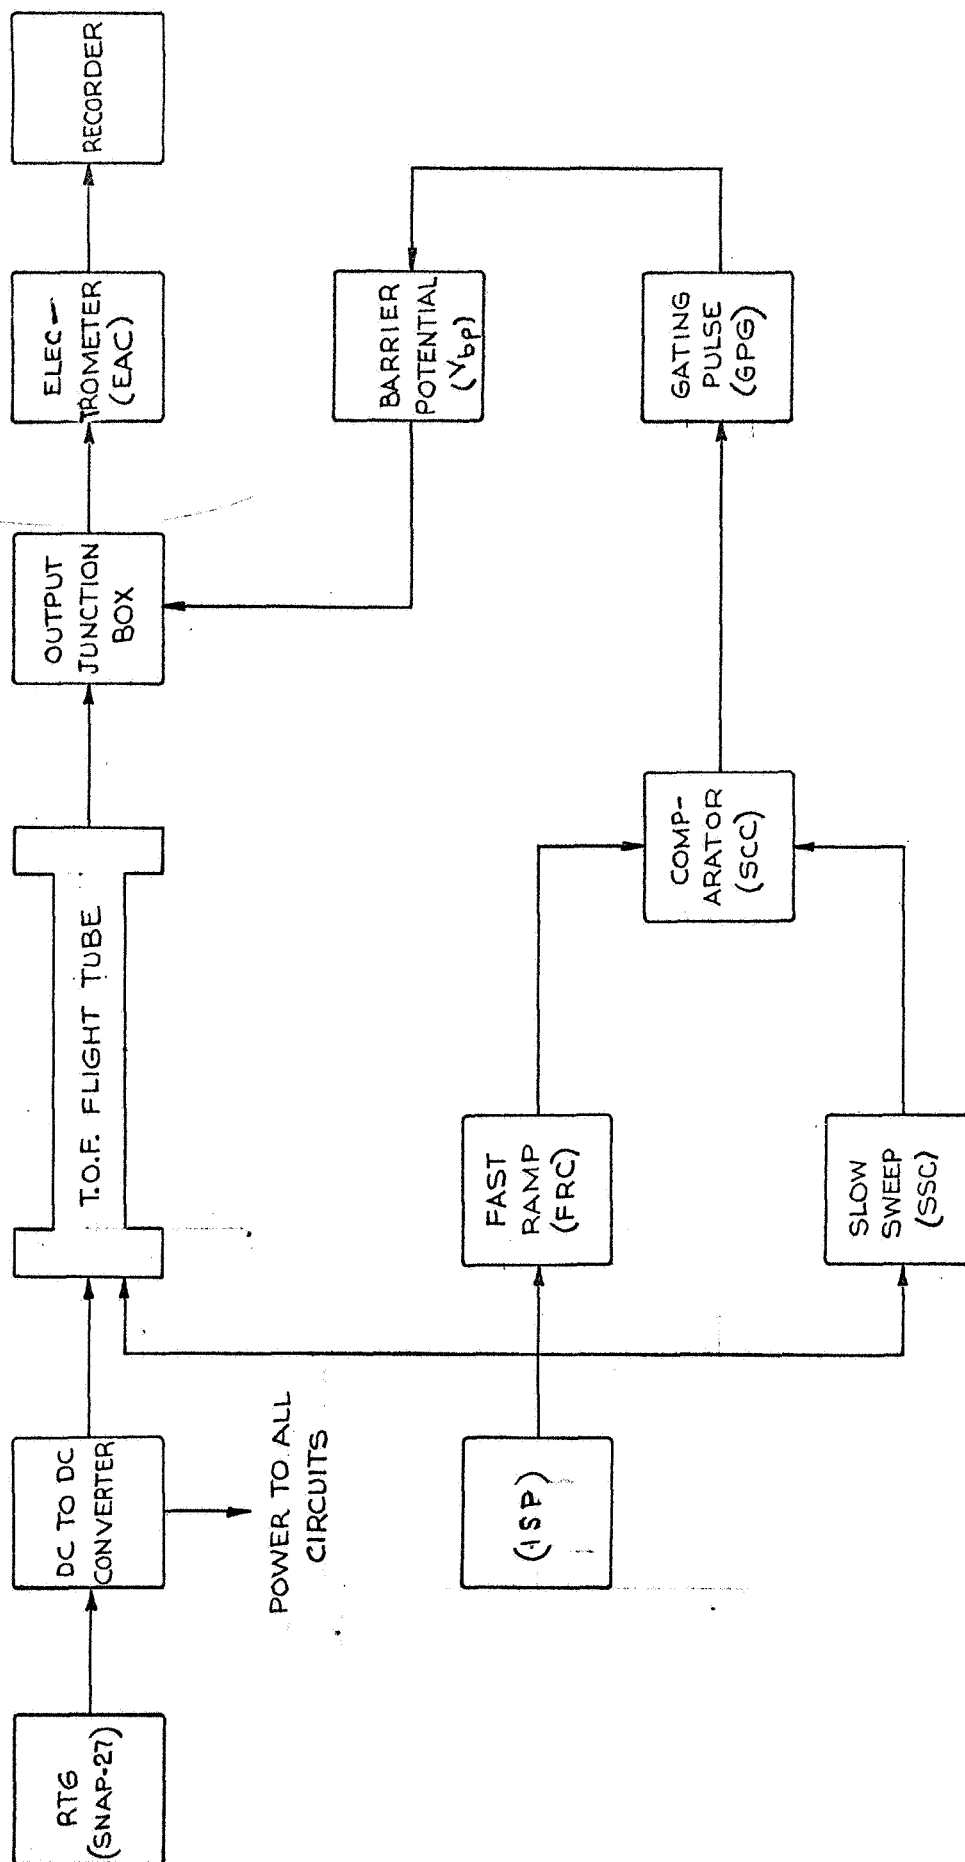 RTG
(SNAP-27)
DC TO DC
CONVERTER
POWER TO ALL
CIRCUITS
T.O.F. FLIGHT TUBE
OUTPUT
JUNCTION
BOX
ELEC-
TROMETER
(EAC)
RECORDER
BARRIER
POTENTIAL
(Vbp)
(ISP)
FAST
RAMP
(FRC)
SLOW
SWEEP
(SSC)
COMP-
ARATOR
(SCC)
GATING
PULSE
(GPG)